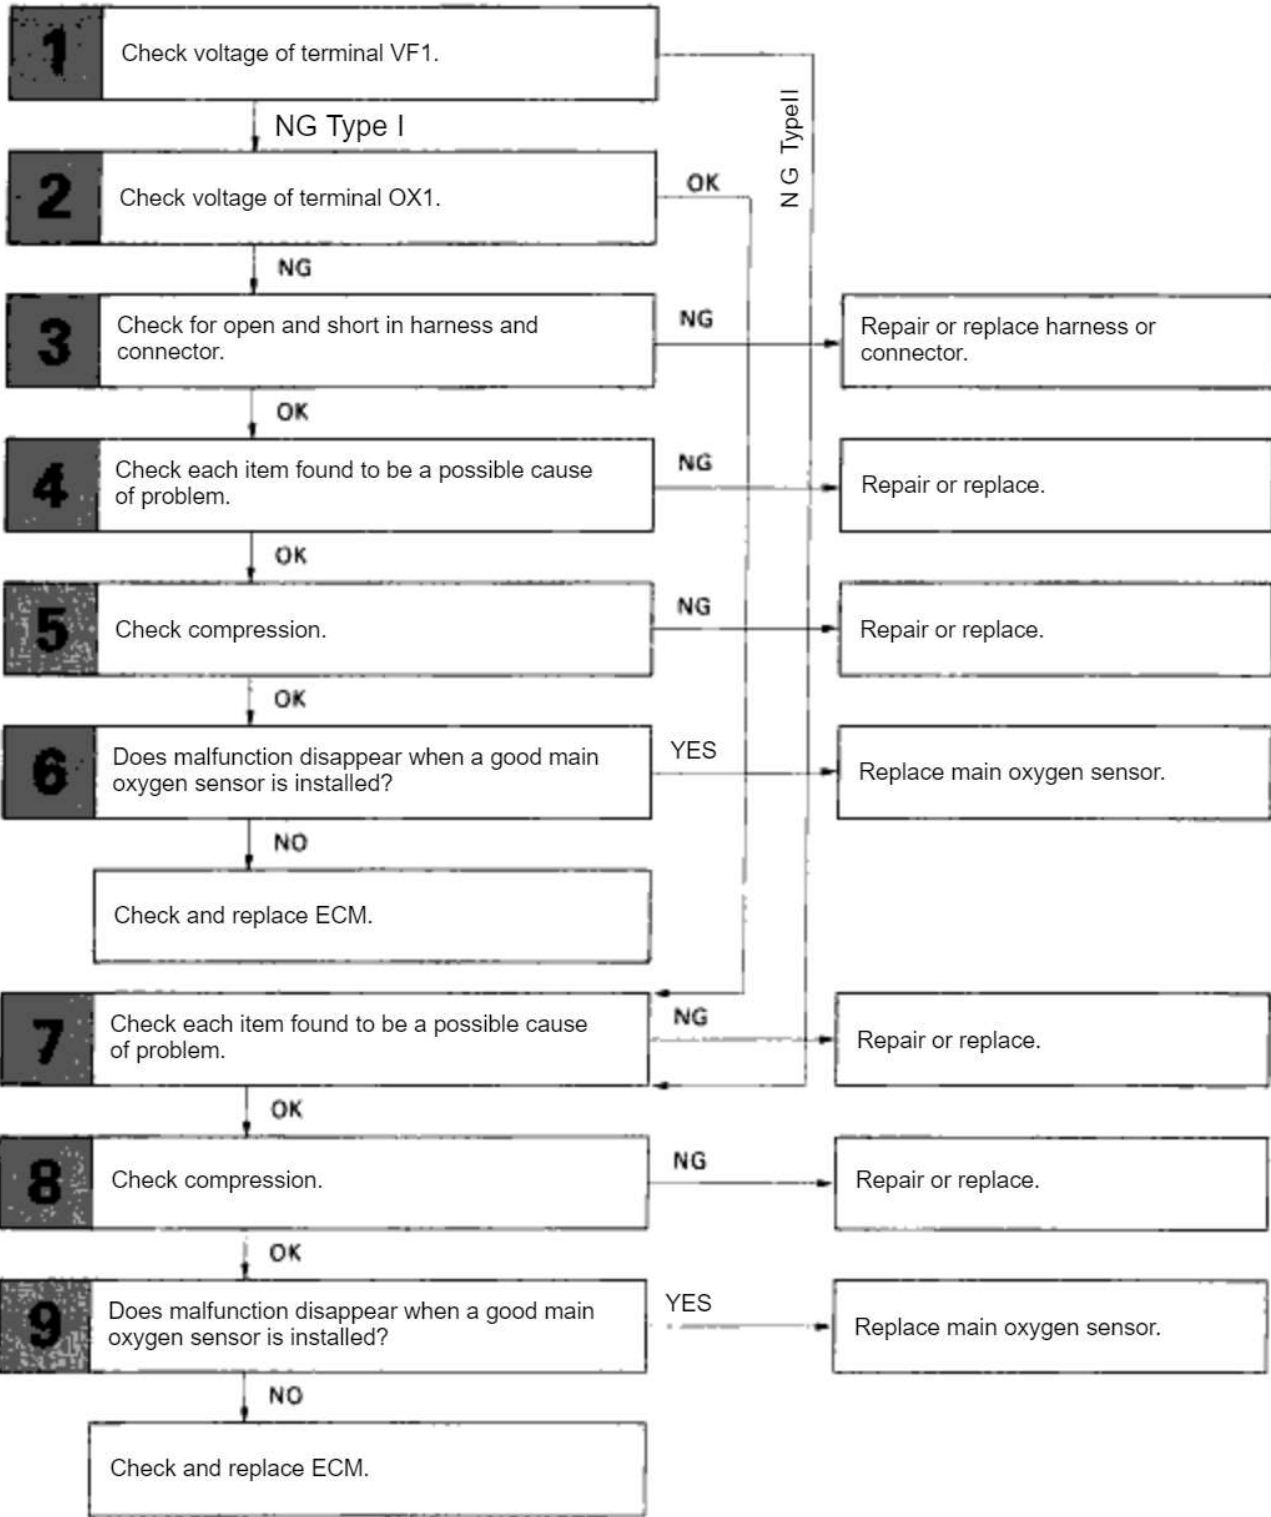 1
Check voltage of terminal VF1.
NG Type I
NG TypeII
2
Check voltage of terminal OX1.
OK
NG
3
Check for open and short in harness and
connector.
NG
Repair or replace harness or
connector.
OK
4
Check each item found to be a possible cause
of problem.
NG
Repair or replace.
OK
5
Check compression.
NG
Repair or replace.
OK
6
Does malfunction disappear when a good main
oxygen sensor is installed?
YES
Replace main oxygen sensor.
NO
Check and replace ECM.
7
Check each item found to be a possible cause
of problem.
NG
Repair or replace.
OK
8
Check compression.
NG
Repair or replace.
OK
9
Does malfunction disappear when a good main
oxygen sensor is installed?
YES
Replace main oxygen sensor.
NO
Check and replace ECM.